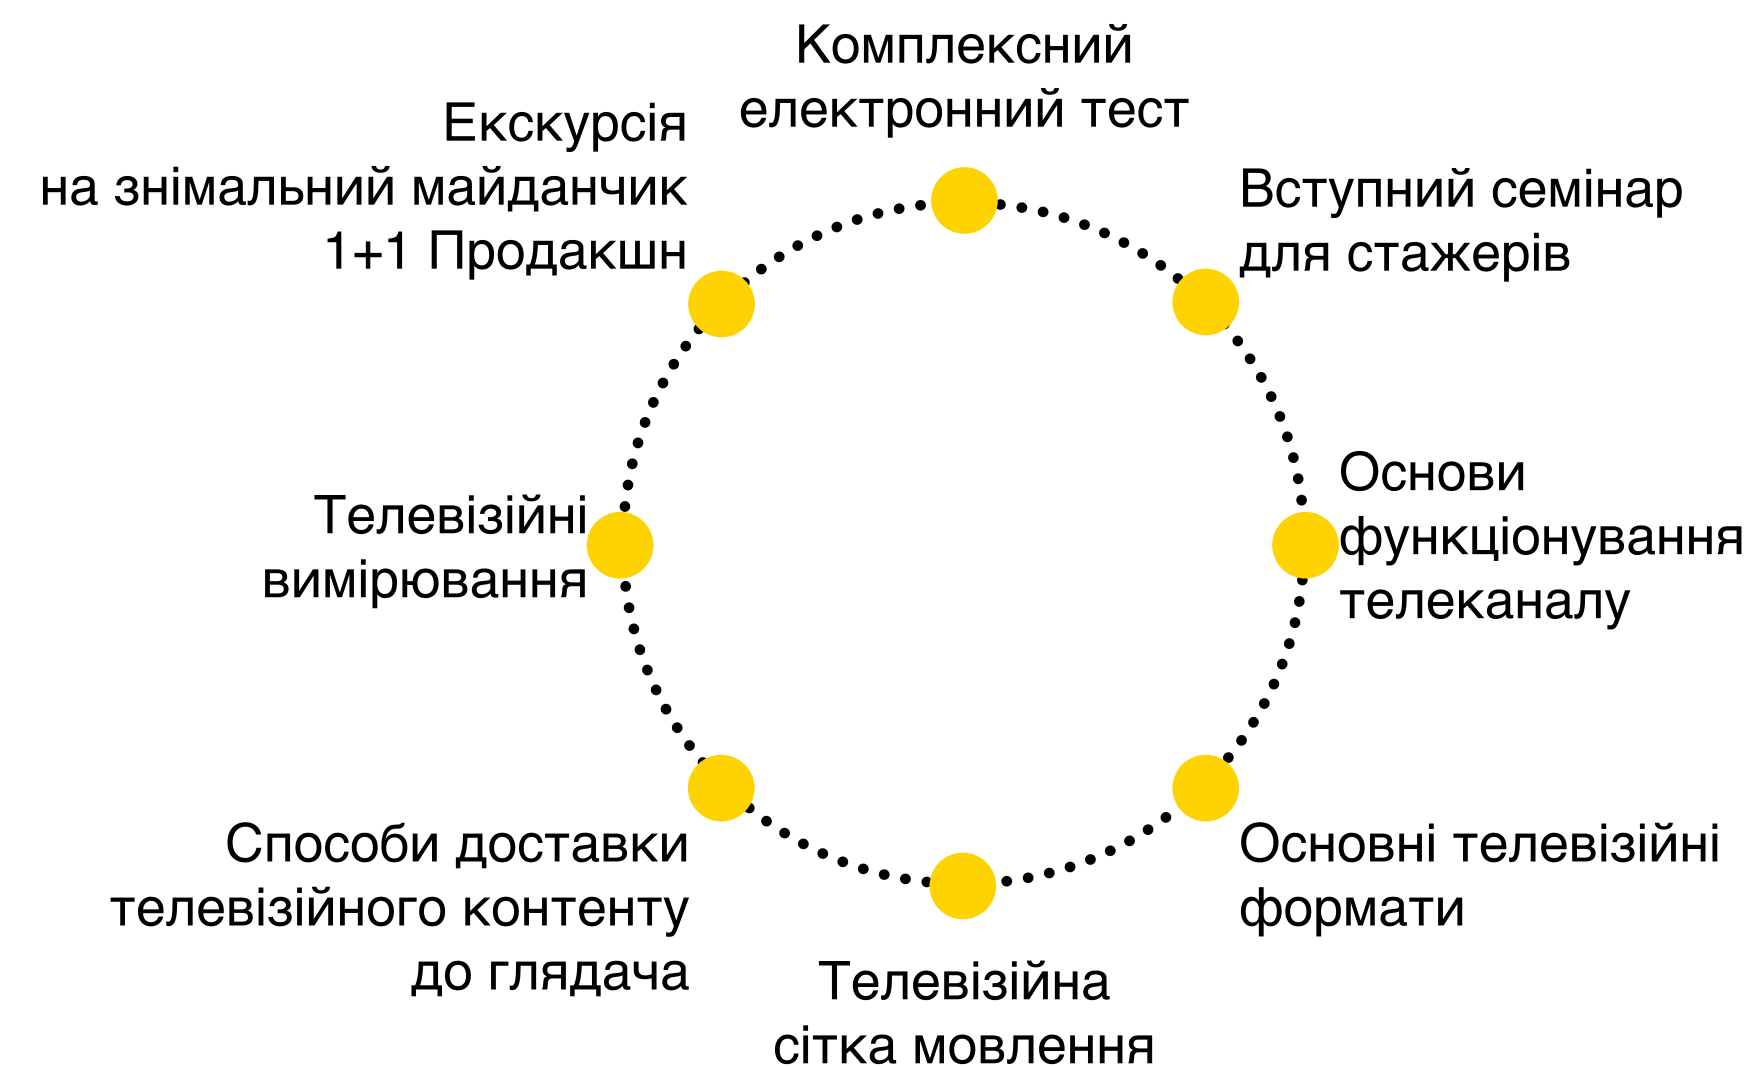 Комплексний
електронний тест
Вступний семінар
для стажерів
Основи
функціонування
телеканалу
Основні телевізійні
формати
Телевізійна
сітка мовлення
Способи доставки
телевізійного контенту
до глядача
Телевізійні
вимірювання
Екскурсія
на знімальний майданчик
1+1 Продакшн